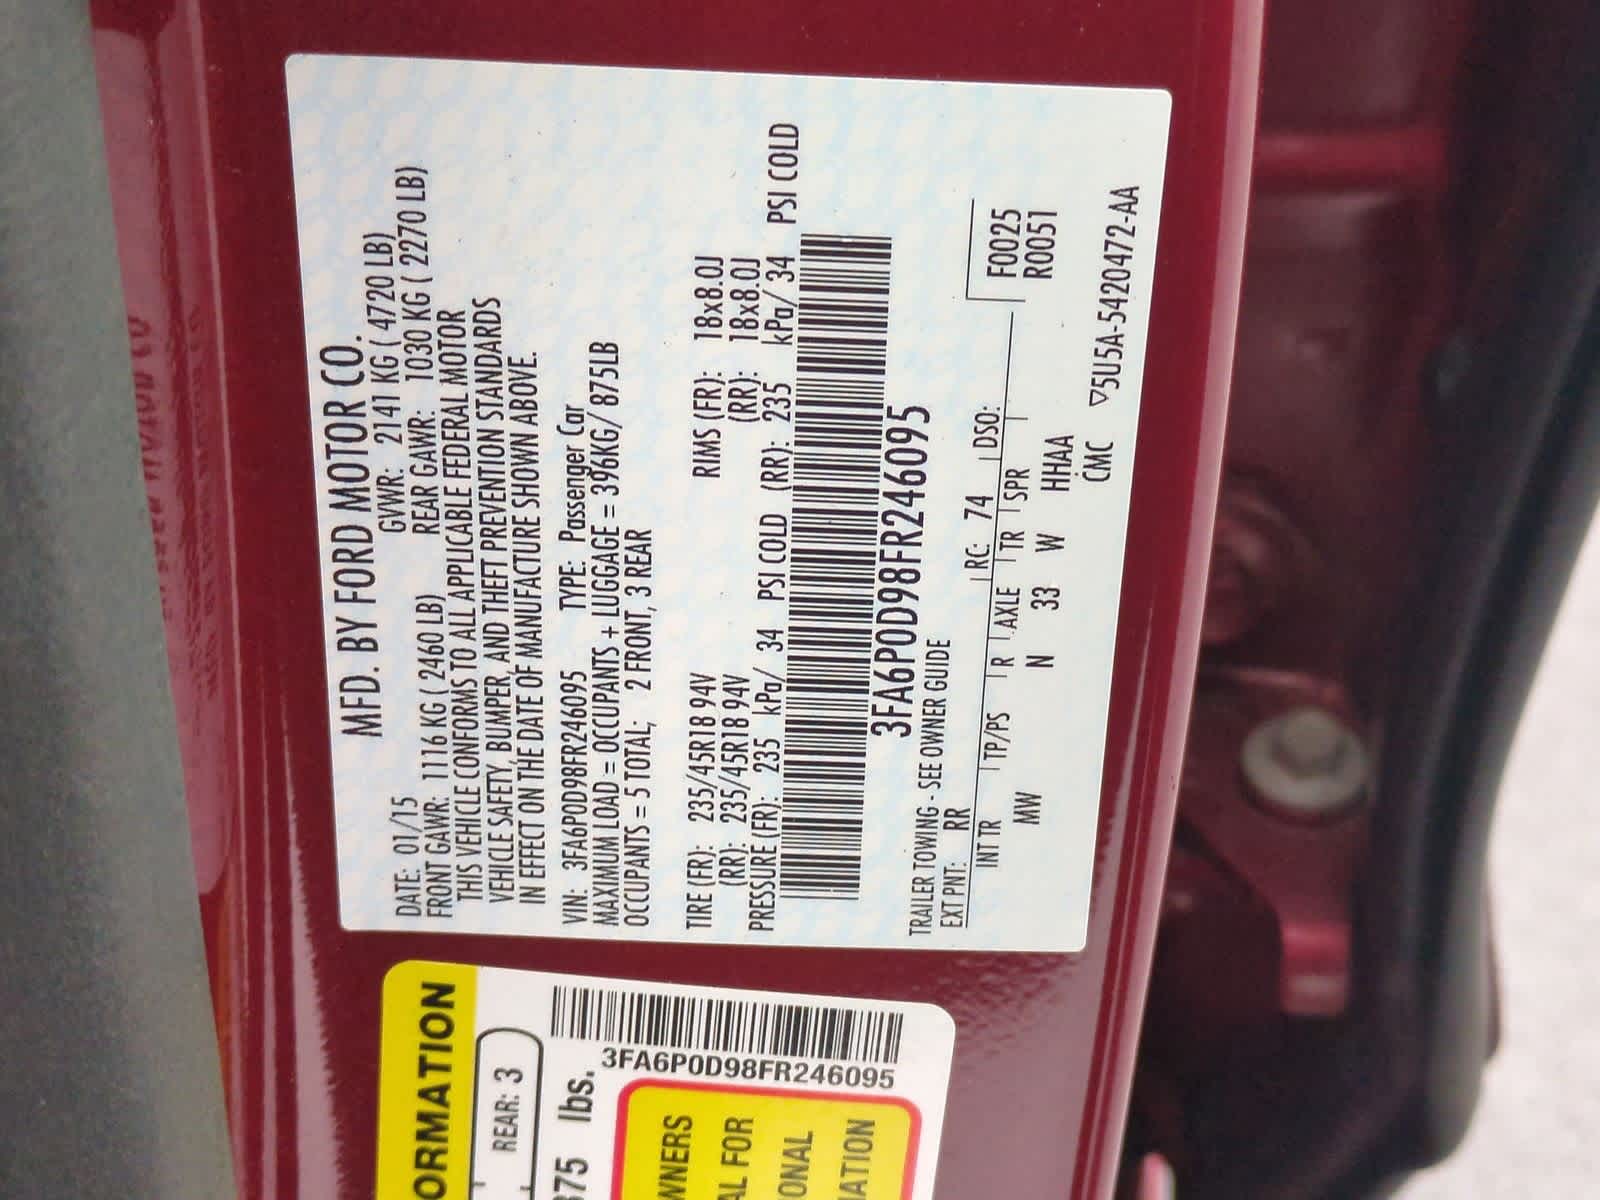 MFD. BY FORD MOTOR CO.
DATE: 01/15 GVWR: 2141 KG ( 4720 LB)
FRONT GAWR: 1116 KG ( 2460 LB) REAR GAWR: 1030 KG ( 2270 LB)
THIS VEHICLE CONFORMS TO ALL APPLICABLE FEDERAL MOTOR
VEHICLE SAFETY, BUMPER, AND THEFT PREVENTION STANDARDS
IN EFFECT ON THE DATE OF MANUFACTURE SHOWN ABOVE.
VIN: 3FA6P0D98FR246095 TYPE: Passenger Car
MAXIMUM LOAD = OCCUPANTS + LUGGAGE = 396KG/ 875LB
OCCUPANTS = 5 TOTAL; 2 FRONT, 3 REAR
TIRE (FR): 235/45R18 94V RIMS (FR): 18x8.0J
(RR): 235/45R18 94V (RR): 18x8.0J
PRESSURE (FR): 235 kPa/ 34 PSI COLD (RR): 235 kPa/ 34 PSI COLD
3FA6P0D98FR246095
TRAILER TOWING - SEE OWNER GUIDE
EXT PNT: RR RC: 74 DSO: F0025
INT TR TP/PS R AXLE TR SPR R0051
MW N 33 W HHAA
CMC ▽5U5A-5420472-AA
ORMATION
REAR: 3
375 lbs.
3FA6P0D98FR246095
WNERS
AL FOR
ONAL
MATION